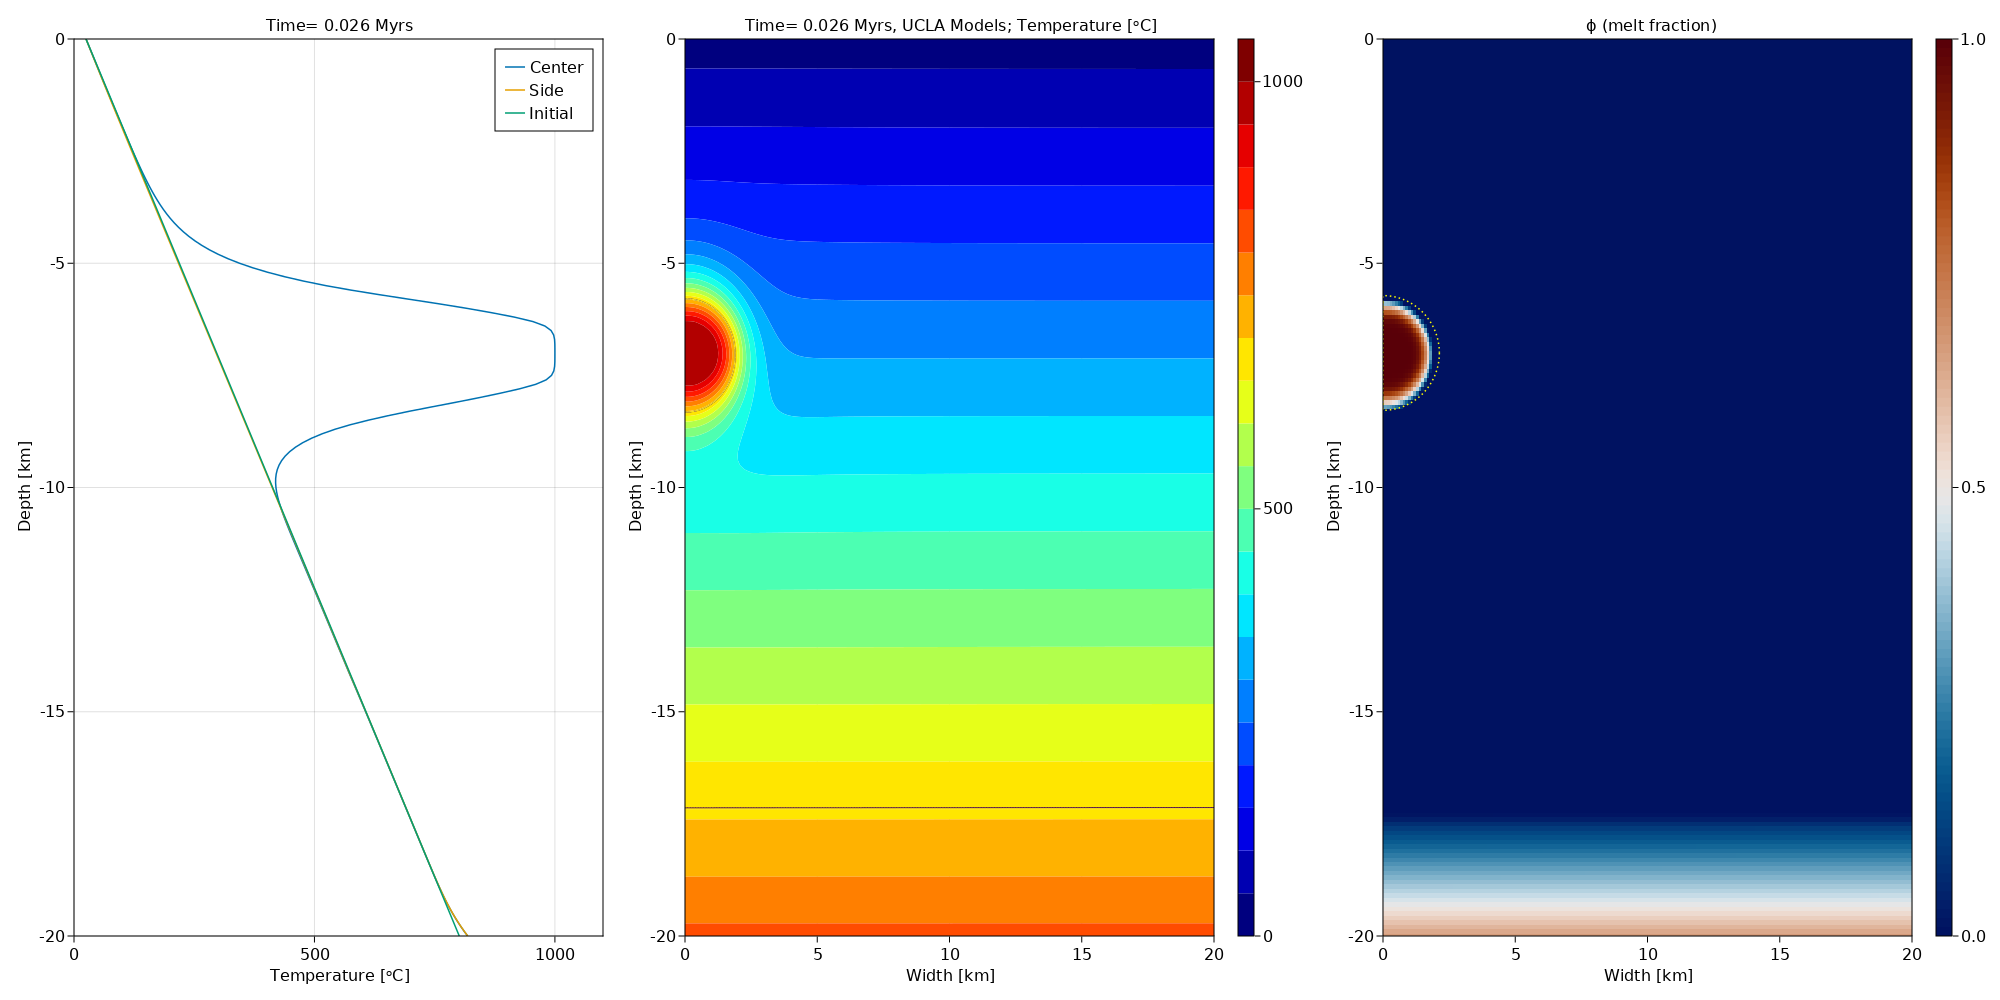 Time= 0.026 Myrs
0
-5
-10
-15
-20
Depth [km]
0
500
1000
Temperature [ᵒC]
Center
Side
Initial
Time= 0.026 Myrs, UCLA Models; Temperature [ᵒC]
0
-5
-10
-15
-20
Depth [km]
0
5
10
15
20
Width [km]
1000
500
0
ϕ (melt fraction)
0
-5
-10
-15
-20
Depth [km]
0
5
10
15
20
Width [km]
1.0
0.5
0.0